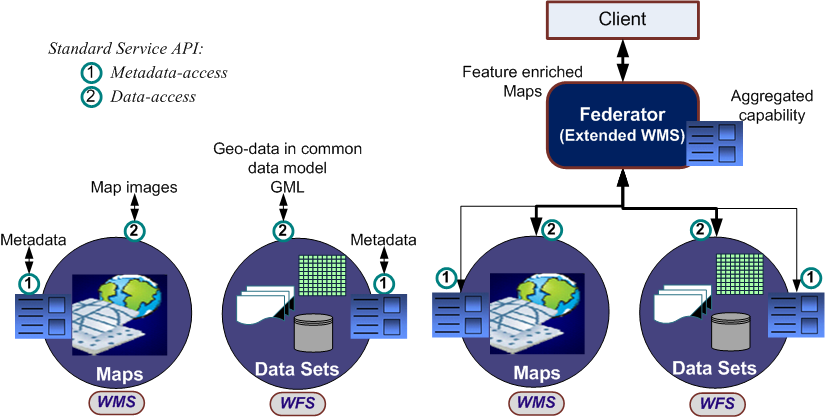 Standard Service API:
1 Metadata-access
2 Data-access
Geo-data in common
data model
GML
Map images
Metadata
1
2
2
Metadata
1
Maps
WMS
Data Sets
WFS
Client
Feature enriched
Maps
Federator
(Extended WMS)
Aggregated
capability
1
2
2
1
Maps
WMS
Data Sets
WFS